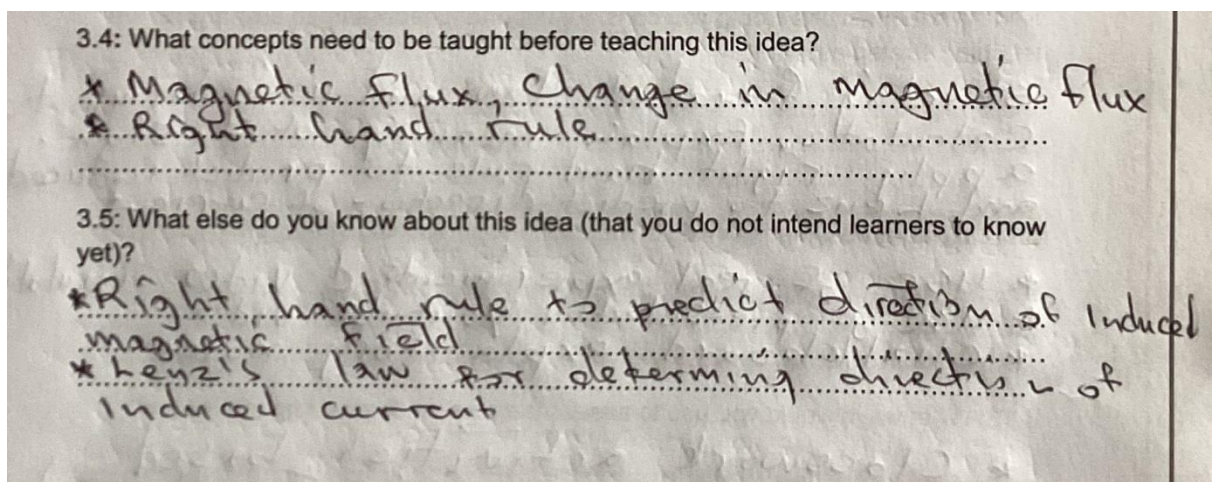 3.4: What concepts need to be taught before teaching this idea?
* Magnetic flux, Change in magnetic flux
* Right hand rule
3.5: What else do you know about this idea (that you do not intend learners to know
yet)?
*Right hand rule to predict direction of Induced
magnetic field
* Lenz's law for determing direction of
Induced current